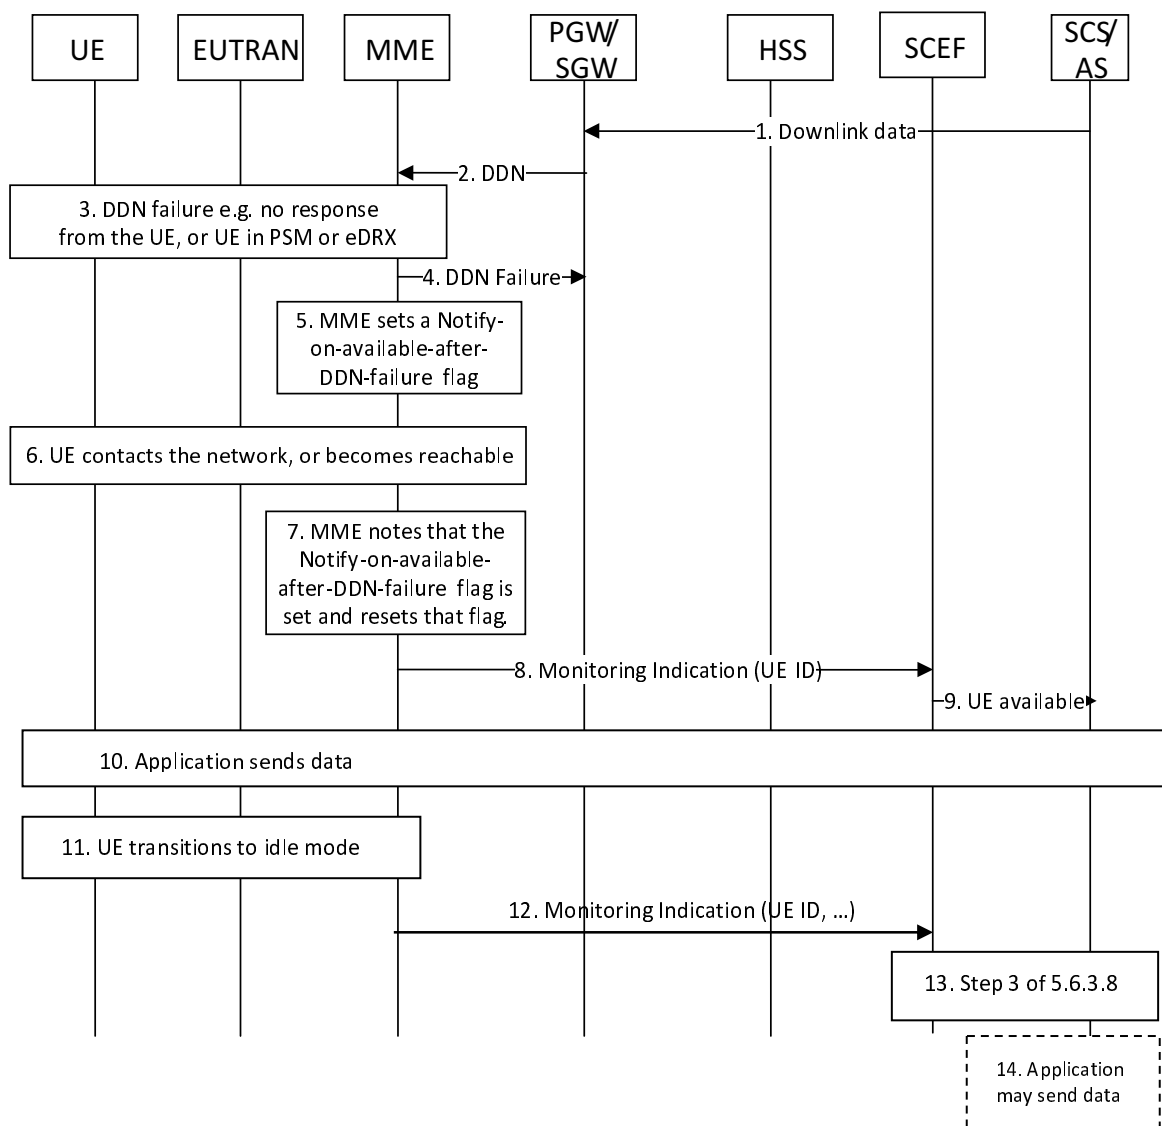 UE
EUTRAN
MME
PGW/
SGW
HSS
SCEF
SCS/
AS
1. Downlink data
2. DDN
3. DDN failure e.g. no response
from the UE, or UE in PSM or eDRX
4. DDN Failure
5. MME sets a Notify-
on-available-after-
DDN-failure flag
6. UE contacts the network, or becomes reachable
7. MME notes that the
Notify-on-available-
after-DDN-failure flag is
set and resets that flag.
8. Monitoring Indication (UE ID)
9. UE available
10. Application sends data
11. UE transitions to idle mode
12. Monitoring Indication (UE ID, ...)
13. Step 3 of 5.6.3.8
14. Application
may send data